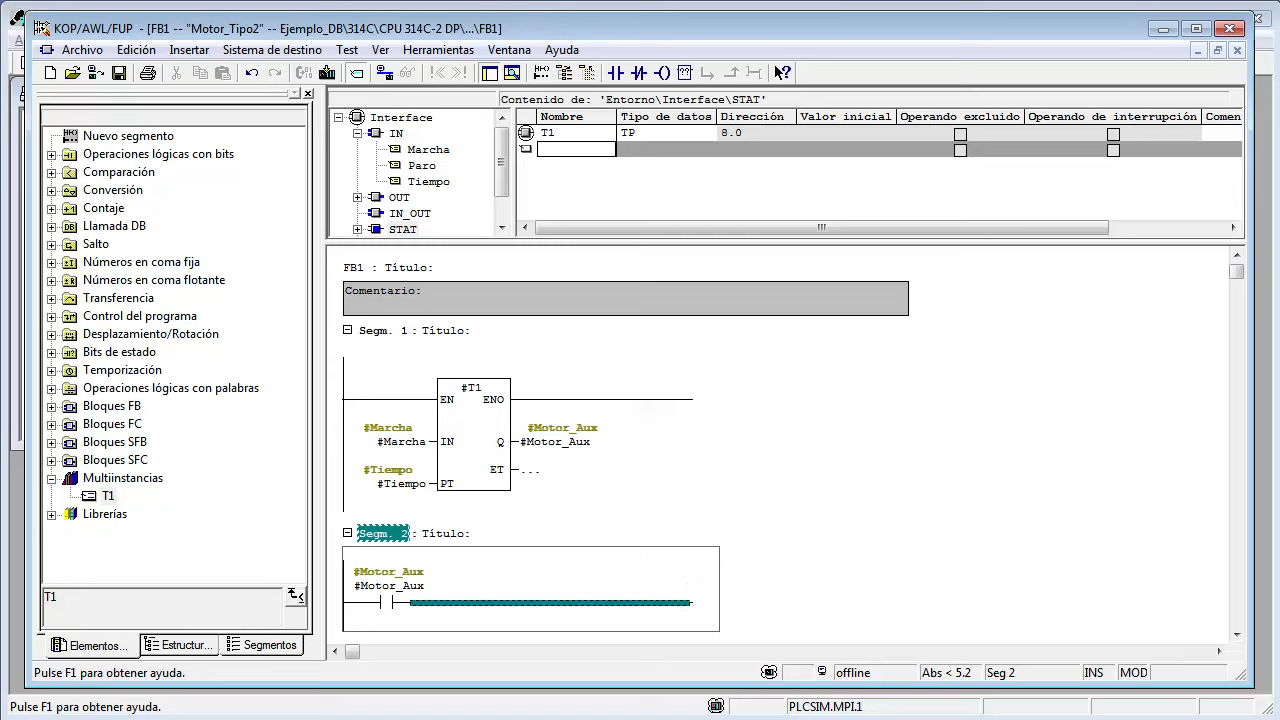 KOP/AWL/FUP - [FB1 -- "Motor_Tipo2" -- Ejemplo_DB\314C\CPU 314C-2 DP\...\FB1]
Archivo Edición Insertar Sistema de destino Test Ver Herramientas Ventana Ayuda
Nuevo segmento
Operaciones lógicas con bits
Comparación
Conversión
Contaje
Llamada DB
Salto
Números en coma fija
Números en coma flotante
Transferencia
Control del programa
Desplazamiento/Rotación
Bits de estado
Temporización
Operaciones lógicas con palabras
Bloques FB
Bloques FC
Bloques SFB
Bloques SFC
Multiinstancias
T1
Librerías
T1
Elementos... Estructur... Segmentos
Contenido de: 'Entorno\Interface\STAT'
Interface
IN
Marcha
Paro
Tiempo
OUT
IN_OUT
STAT
Nombre Tipo de datos Dirección Valor inicial Operando excluido Operando de interrupción Comen
T1 TP 8.0
FB1 : Título:
Comentario:
Segm. 1 : Título:
#T1
EN ENO
#Marcha #Motor_Aux
#Marcha IN Q #Motor_Aux
#Tiempo ET ...
#Tiempo PT
Segm. 2 : Título:
#Motor_Aux
#Motor_Aux
Pulse F1 para obtener ayuda. offline Abs < 5.2 Seg 2 INS MOD
Pulse F1 para obtener ayuda. PLCSIM.MPI.1